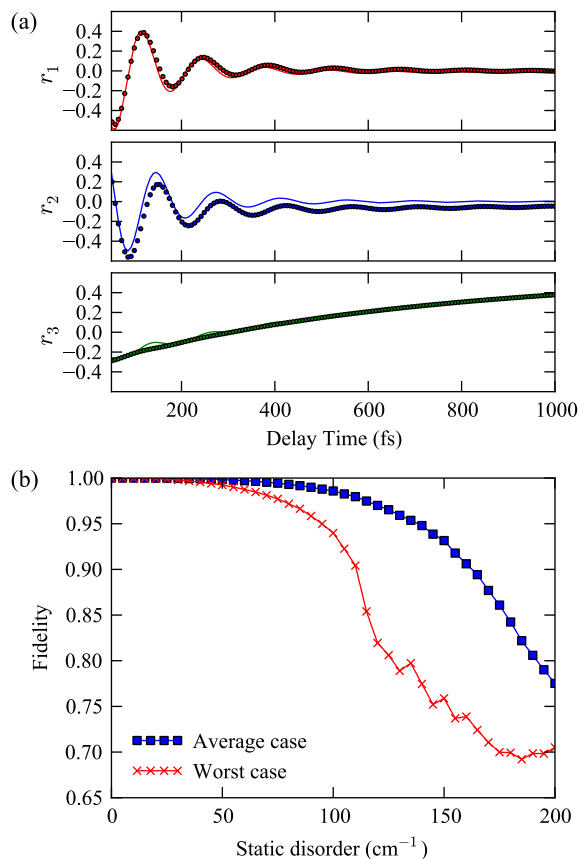 (a)
0.4
0.2
0.0
−0.2
−0.4
r1
0.4
0.2
0.0
−0.2
−0.4
r2
0.4
0.2
0.0
−0.2
−0.4
r3
200 400 600 800 1000
Delay Time (fs)
(b)
1.00
0.95
0.90
0.85
0.80
0.75
0.70
0.65
Fidelity
Average case
Worst case
0 50 100 150 200
Static disorder (cm⁻¹)